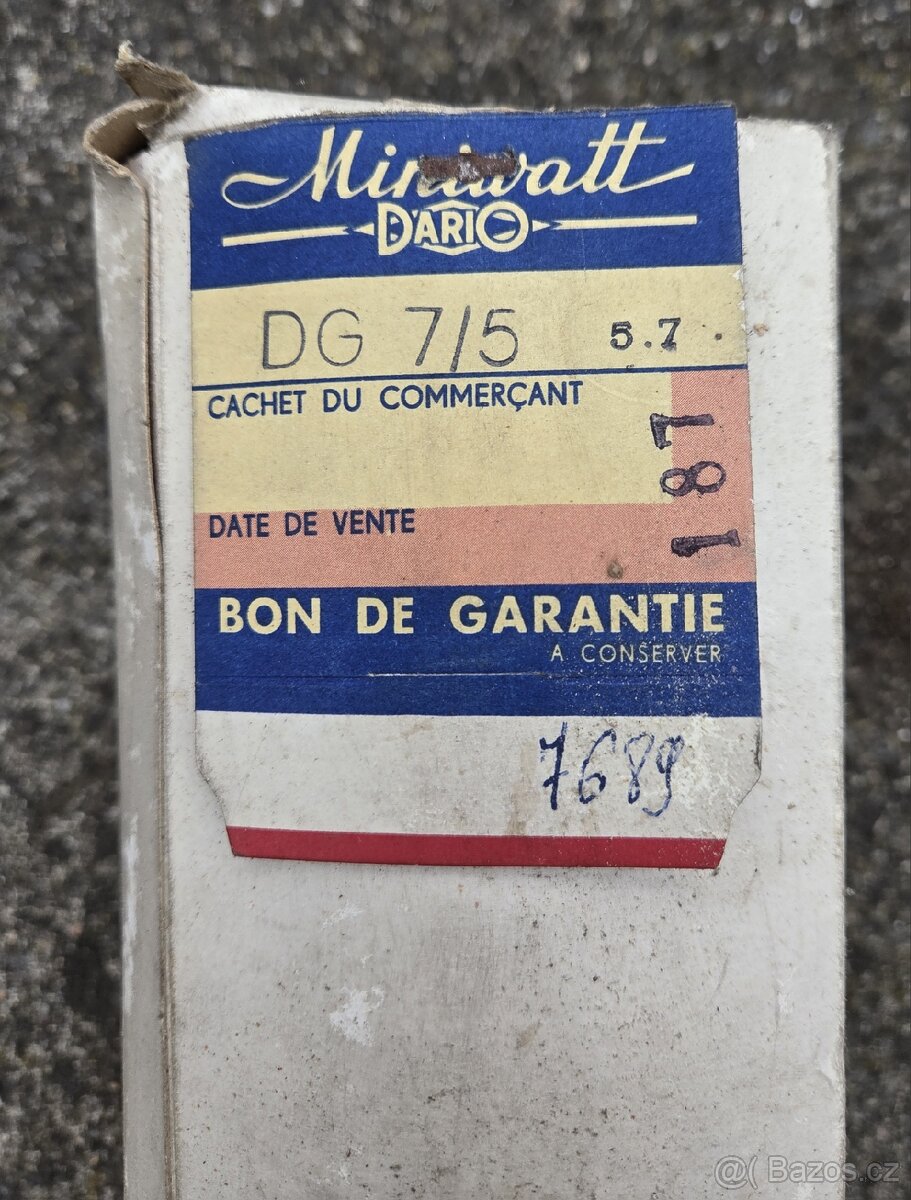 Miniwatt
DARIO
DG 7/5 5.7.
CACHET DU COMMERÇANT
187
DATE DE VENTE
BON DE GARANTIE
A CONSERVER
7689
@( Bazos.cz